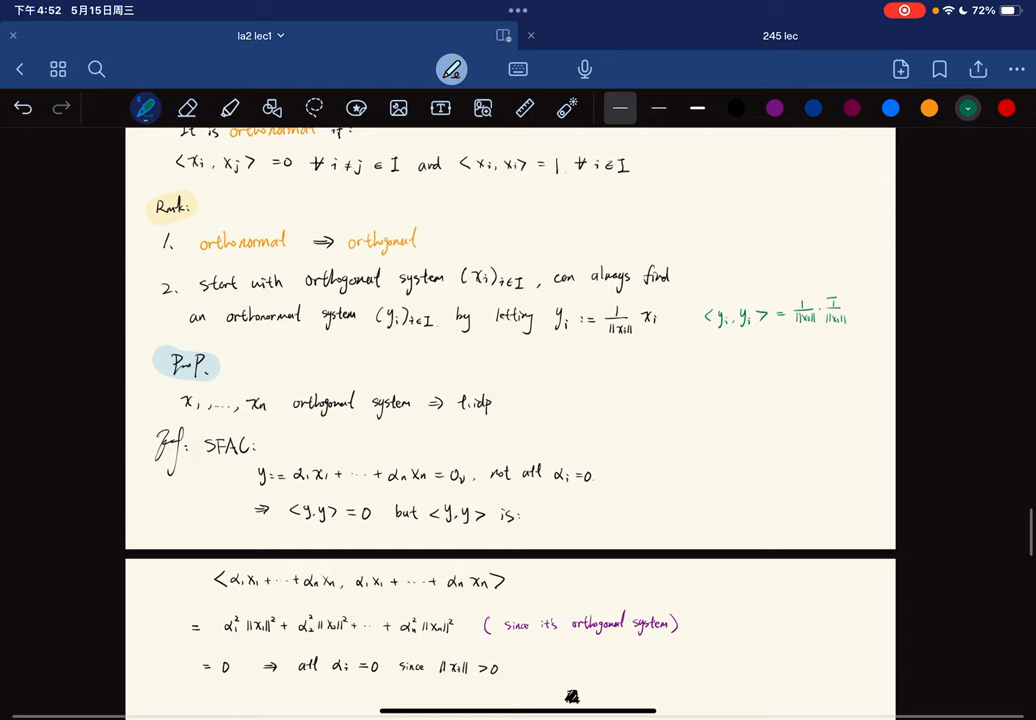 下午4:52 5月15日周三
72%
la2 lec1
245 lec
It is orthonormal if:
<xi, xj> =0 ∀ i≠j ∈ I and <xi, xi> = 1. ∀ i∈I
Rmk:
1. orthonormal ⇒ orthogonal
2. start with orthogonal system (xi)i∈I, can always find
an orthonormal system (yi)i∈I. by letting yi := 1/||xi|| xi
<yi, yi> = 1/||xi|| · 1/||xi||
Prop.
x1, ..., xn orthogonal system ⇒ l.idp
Proof: SFAC:
y:= α1x1 + ··· + αnxn = 0v, not all αi =0.
⇒ <y,y> =0 but <y,y> is:
<α1x1 + ··· + αnxn, α1x1 + ··· + αnxn>
= α1² ||x1||² + α2² ||x2||² + ··· + αn² ||xn||² ( since it's orthogonal system)
= 0 ⇒ all αi =0 since ||xi|| >0